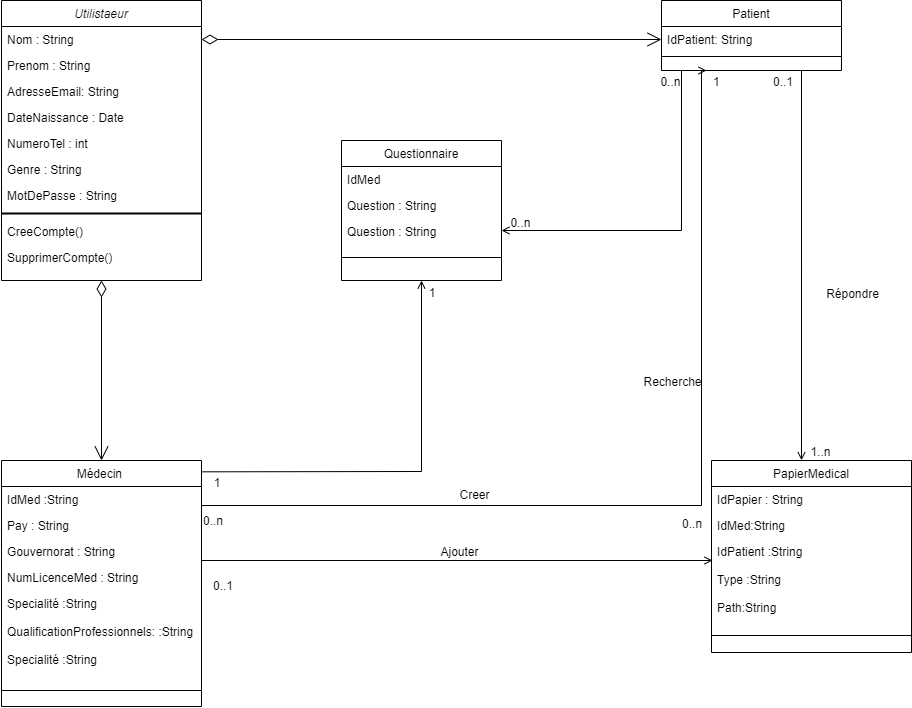 Utilistaeur
Nom : String
Prenom : String
AdresseEmail: String
DateNaissance : Date
NumeroTel : int
Genre : String
MotDePasse : String
CreeCompte()
SupprimerCompte()
Patient
IdPatient: String
0..n
1
0..1
Questionnaire
IdMed
Question : String
Question : String
0..n
1
Répondre
Recherche
Médecin
IdMed :String
Pay : String
Gouvernorat : String
NumLicenceMed : String
Specialité :String
QualificationProfessionnels: :String
Specialité :String
1
Creer
0..n
0..n
Ajouter
0..1
1..n
PapierMedical
IdPapier : String
IdMed:String
IdPatient :String
Type :String
Path:String